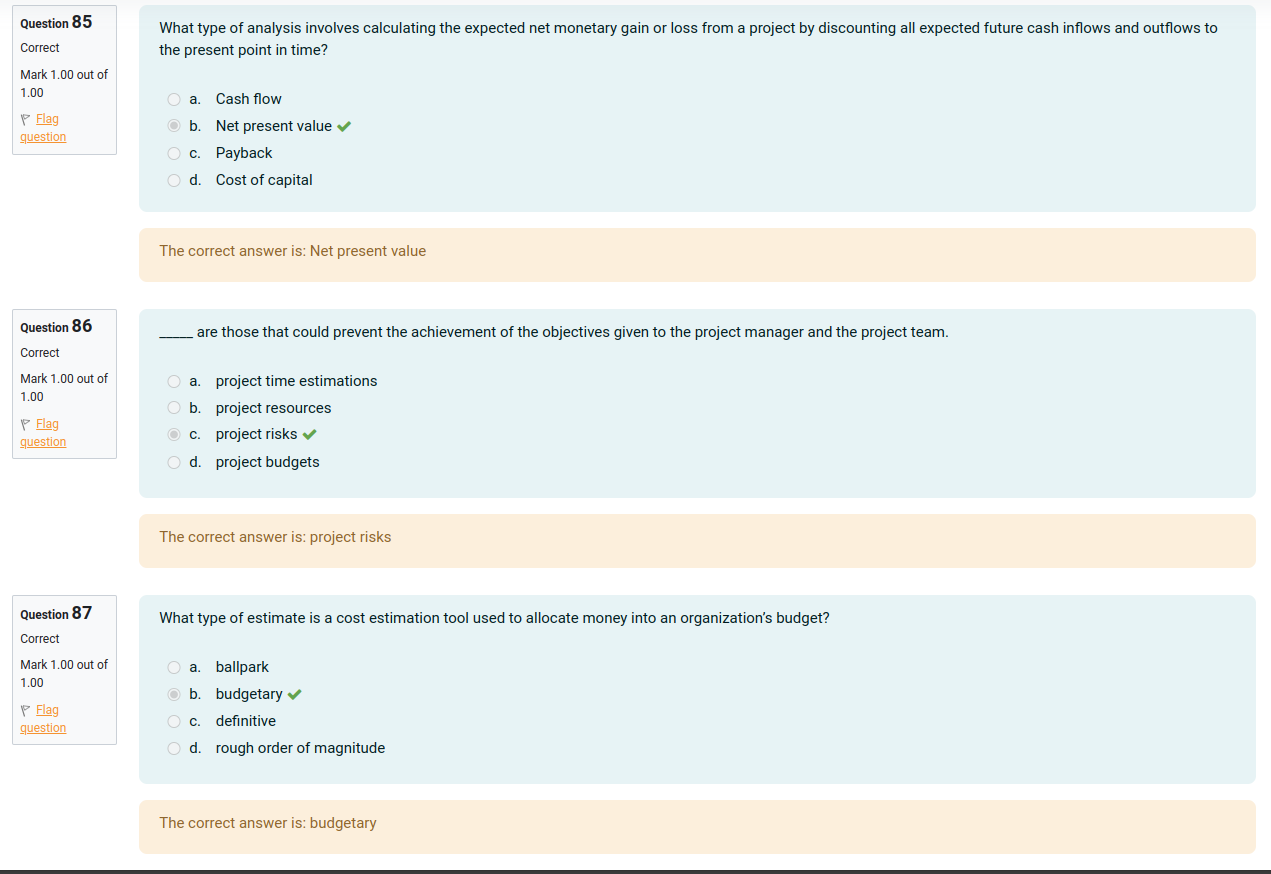 Question 85
Correct
Mark 1.00 out of
1.00
Flag
question
What type of analysis involves calculating the expected net monetary gain or loss from a project by discounting all expected future cash inflows and outflows to
the present point in time?
a. Cash flow
b. Net present value
c. Payback
d. Cost of capital
The correct answer is: Net present value
Question 86
Correct
Mark 1.00 out of
1.00
Flag
question
_____ are those that could prevent the achievement of the objectives given to the project manager and the project team.
a. project time estimations
b. project resources
c. project risks
d. project budgets
The correct answer is: project risks
Question 87
Correct
Mark 1.00 out of
1.00
Flag
question
What type of estimate is a cost estimation tool used to allocate money into an organization’s budget?
a. ballpark
b. budgetary
c. definitive
d. rough order of magnitude
The correct answer is: budgetary